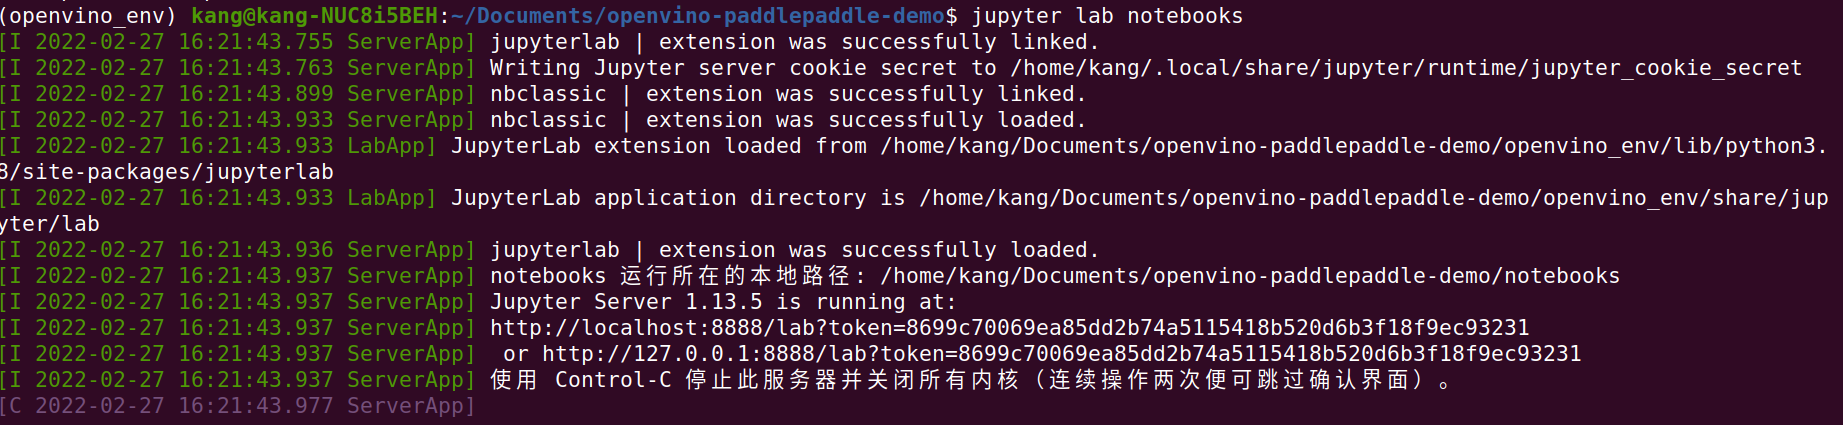 (openvino_env) kang@kang-NUC8i5BEH:~/Documents/openvino-paddlepaddle-demo$ jupyter lab notebooks
[I 2022-02-27 16:21:43.755 ServerApp] jupyterlab | extension was successfully linked.
[I 2022-02-27 16:21:43.763 ServerApp] Writing Jupyter server cookie secret to /home/kang/.local/share/jupyter/runtime/jupyter_cookie_secret
[I 2022-02-27 16:21:43.899 ServerApp] nbclassic | extension was successfully linked.
[I 2022-02-27 16:21:43.933 ServerApp] nbclassic | extension was successfully loaded.
[I 2022-02-27 16:21:43.933 LabApp] JupyterLab extension loaded from /home/kang/Documents/openvino-paddlepaddle-demo/openvino_env/lib/python3.
8/site-packages/jupyterlab
[I 2022-02-27 16:21:43.933 LabApp] JupyterLab application directory is /home/kang/Documents/openvino-paddlepaddle-demo/openvino_env/share/jup
yter/lab
[I 2022-02-27 16:21:43.936 ServerApp] jupyterlab | extension was successfully loaded.
[I 2022-02-27 16:21:43.937 ServerApp] notebooks 运行所在的本地路径: /home/kang/Documents/openvino-paddlepaddle-demo/notebooks
[I 2022-02-27 16:21:43.937 ServerApp] Jupyter Server 1.13.5 is running at:
[I 2022-02-27 16:21:43.937 ServerApp] http://localhost:8888/lab?token=8699c70069ea85dd2b74a5115418b520d6b3f18f9ec93231
[I 2022-02-27 16:21:43.937 ServerApp]  or http://127.0.0.1:8888/lab?token=8699c70069ea85dd2b74a5115418b520d6b3f18f9ec93231
[I 2022-02-27 16:21:43.937 ServerApp] 使用 Control-C 停止此服务器并关闭所有内核（连续操作两次便可跳过确认界面）。
[C 2022-02-27 16:21:43.977 ServerApp]